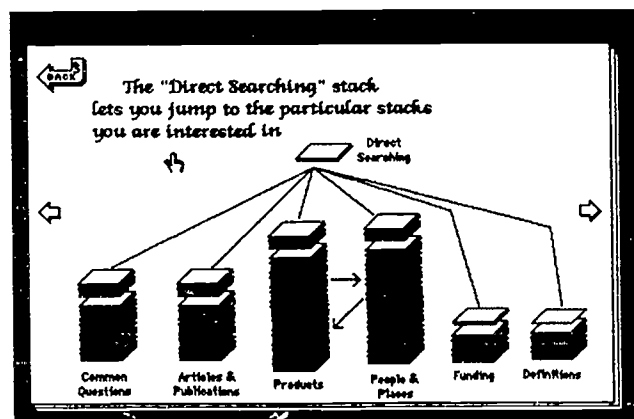 BACK
The "Direct Searching" stack
lets you jump to the particular stacks
you are interested in
Direct
Searching
Common
Questions
Articles &
Publications
Products
People &
Places
Funding
Definitions